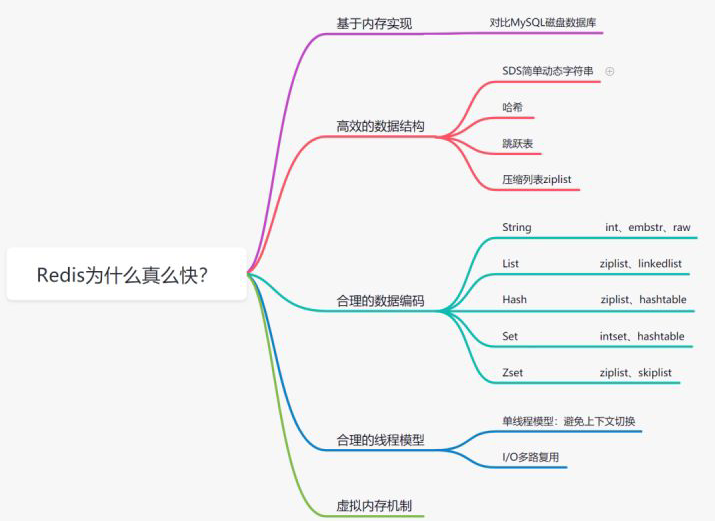 Redis为什么真么快?
基于内存实现
对比MySQL磁盘数据库
高效的数据结构
SDS简单动态字符串
哈希
跳跃表
压缩列表ziplist
合理的数据编码
String int、embstr、raw
List ziplist、linkedlist
Hash ziplist、hashtable
Set intset、hashtable
Zset ziplist、skiplist
合理的线程模型
单线程模型：避免上下文切换
I/O多路复用
虚拟内存机制